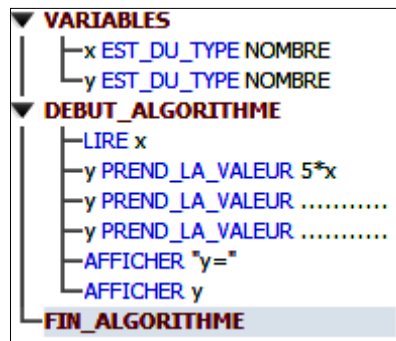 VARIABLES
x EST_DU_TYPE NOMBRE
y EST_DU_TYPE NOMBRE
DEBUT_ALGORITHME
LIRE x
y PREND_LA_VALEUR 5*x
y PREND_LA_VALEUR ...........
y PREND_LA_VALEUR ...........
AFFICHER "y="
AFFICHER y
FIN_ALGORITHME